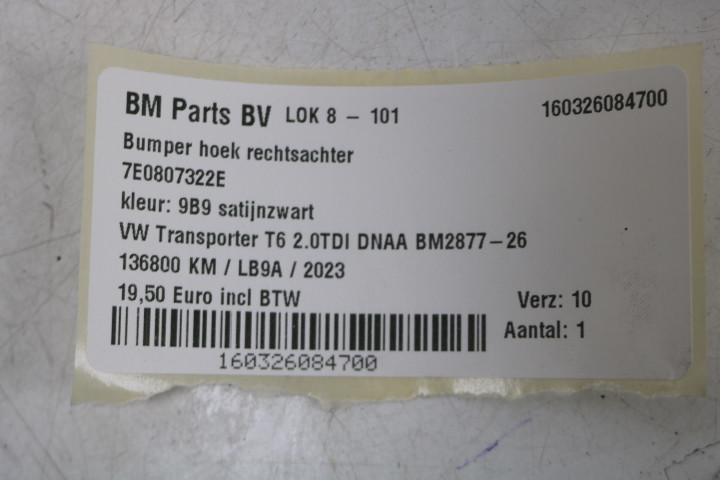 BM Parts BV LOK 8 - 101 160326084700
Bumper hoek rechtsachter
7E0807322E
kleur: 9B9 satijnzwart
VW Transporter T6 2.0TDI DNAA BM2877-26
136800 KM / LB9A / 2023
19,50 Euro incl BTW Verz: 10
Aantal: 1
160326084700